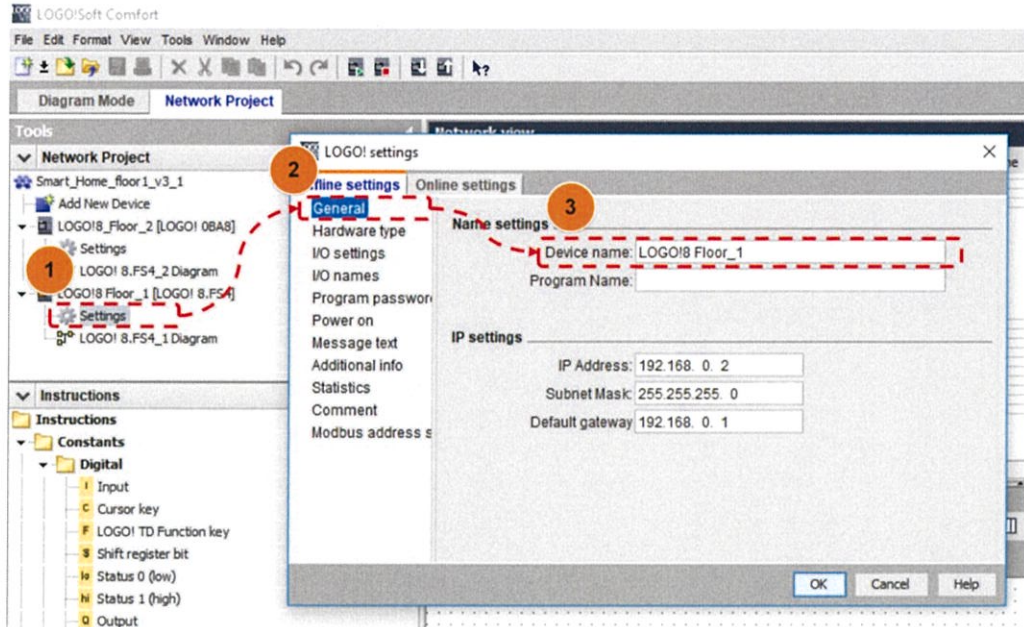 LOGO!Soft Comfort
File Edit Format View Tools Window Help
Diagram Mode
Network Project
Tools
Network Project
Smart_Home_floor1_v3_1
Add New Device
LOGO!8_Floor_2 [LOGO! 0BA8]
Settings
LOGO! 8.FS4_2 Diagram
1
LOGO!8 Floor_1 [LOGO! 8.FS4]
Settings
LOGO! 8.FS4_1 Diagram
Instructions
Instructions
Constants
Digital
I Input
C Cursor key
F LOGO! TD Function key
S Shift register bit
lo Status 0 (low)
hi Status 1 (high)
Q Output
Network view
LOGO! settings
2
ffline settings
Online settings
General
Hardware type
I/O settings
I/O names
Program passwor
Power on
Message text
Additional info
Statistics
Comment
Modbus address s
3
Name settings
Device name: LOGO!8 Floor_1
Program Name:
IP settings
IP Address: 192.168. 0. 2
Subnet Mask: 255.255.255. 0
Default gateway 192.168. 0. 1
OK
Cancel
Help